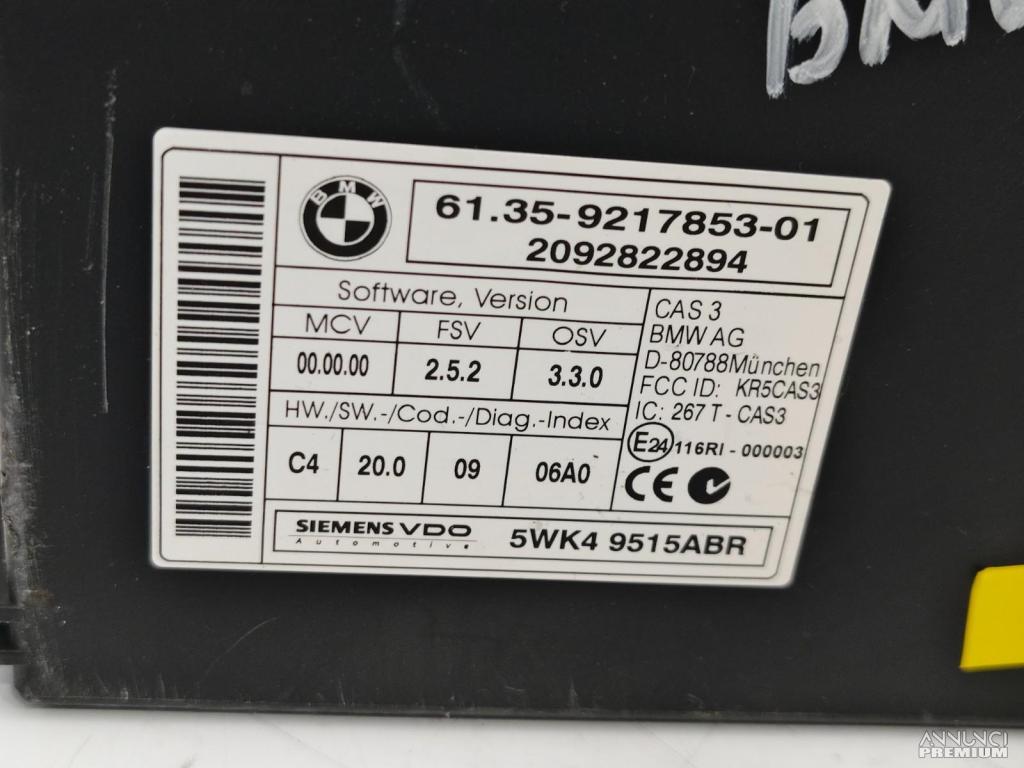 BMW
61.35-9217853-01
2092822894
Software, Version
MCV FSV OSV
00.00.00 2.5.2 3.3.0
HW./SW.-/Cod.-/Diag.-Index
C4 20.0 09 06A0
CAS 3
BMW AG
D-80788München
FCC ID: KR5CAS3
IC: 267 T - CAS3
E24 116RI - 000003
CE
SIEMENS VDO
Automotive
5WK4 9515ABR
ANNUNCI
PREMIUM